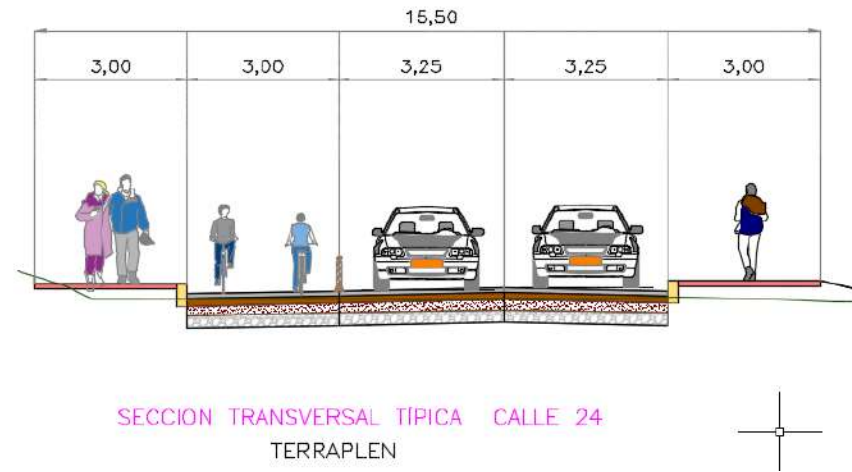 15,50
3,00 3,00 3,25 3,25 3,00
SECCION TRANSVERSAL TÍPICA CALLE 24
TERRAPLEN